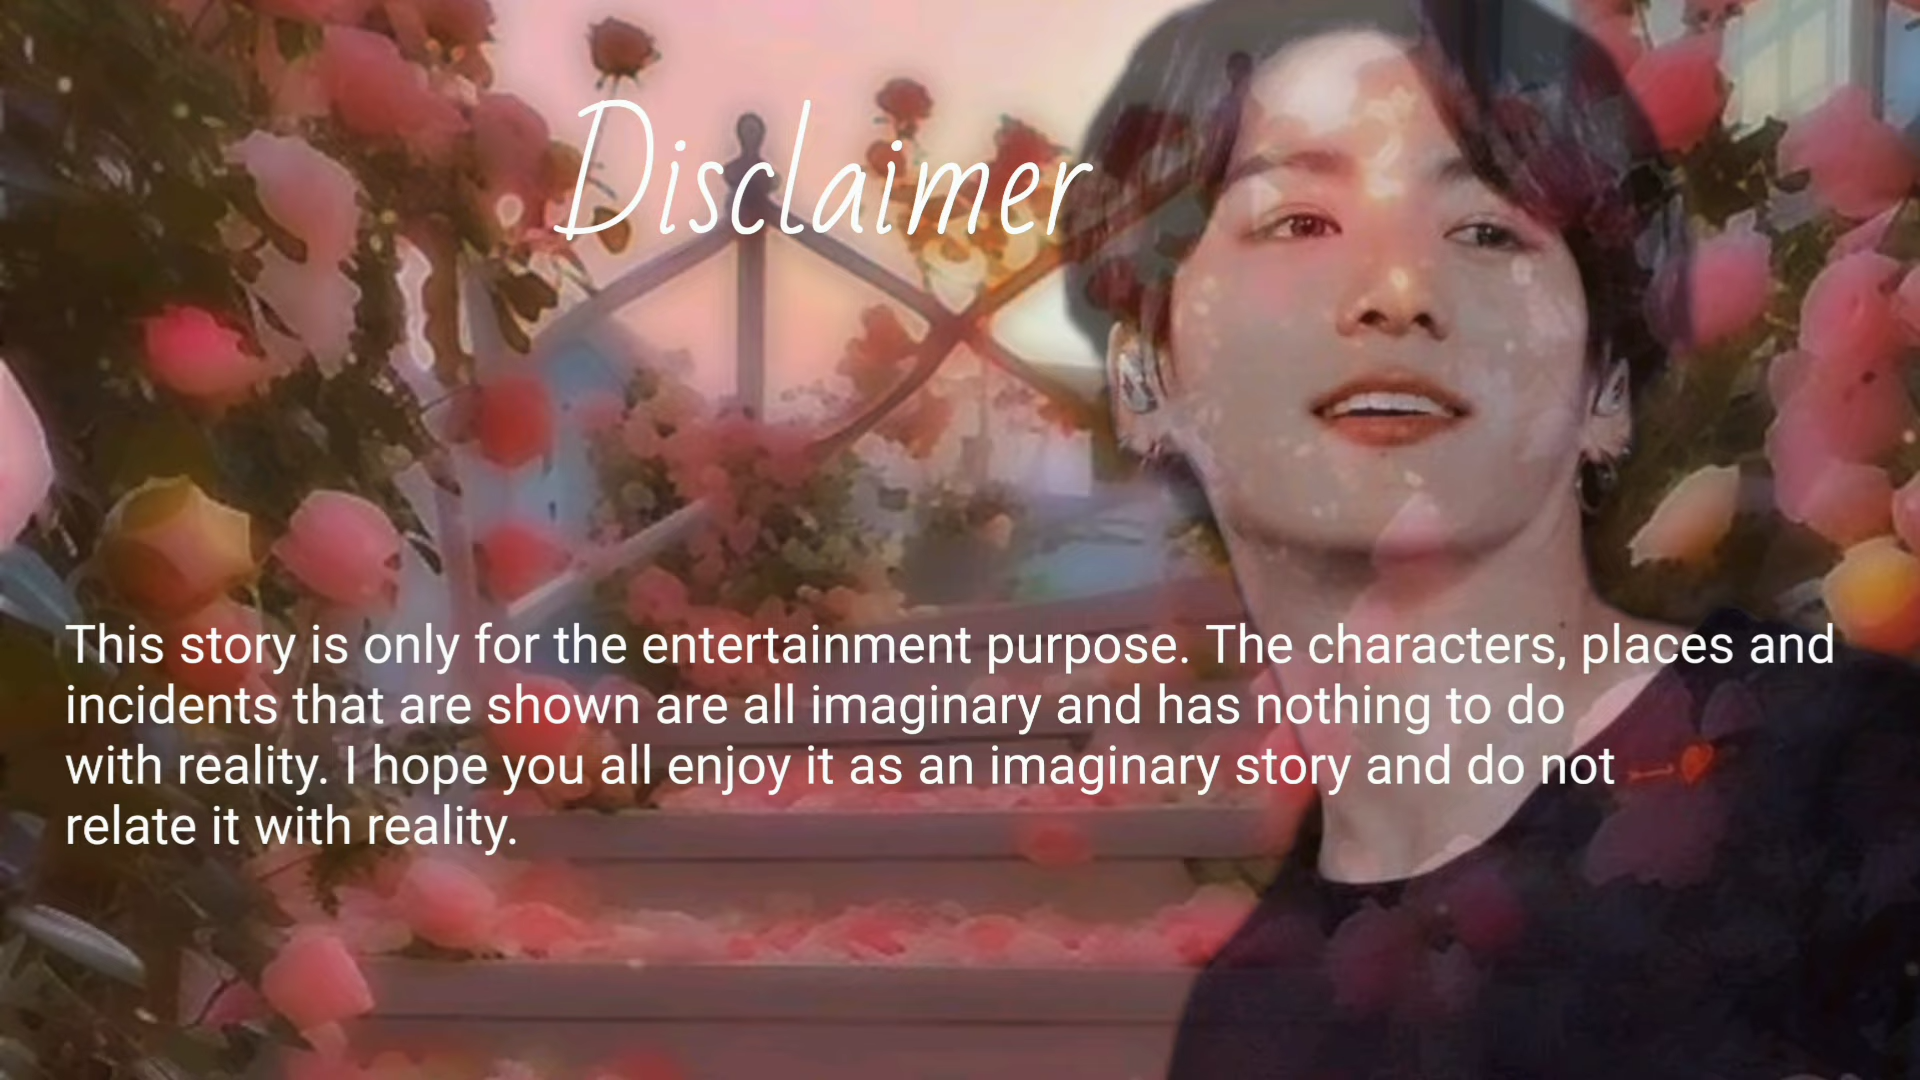 Disclaimer
This story is only for the entertainment purpose. The characters, places and
incidents that are shown are all imaginary and has nothing to do
with reality. I hope you all enjoy it as an imaginary story and do not
relate it with reality.